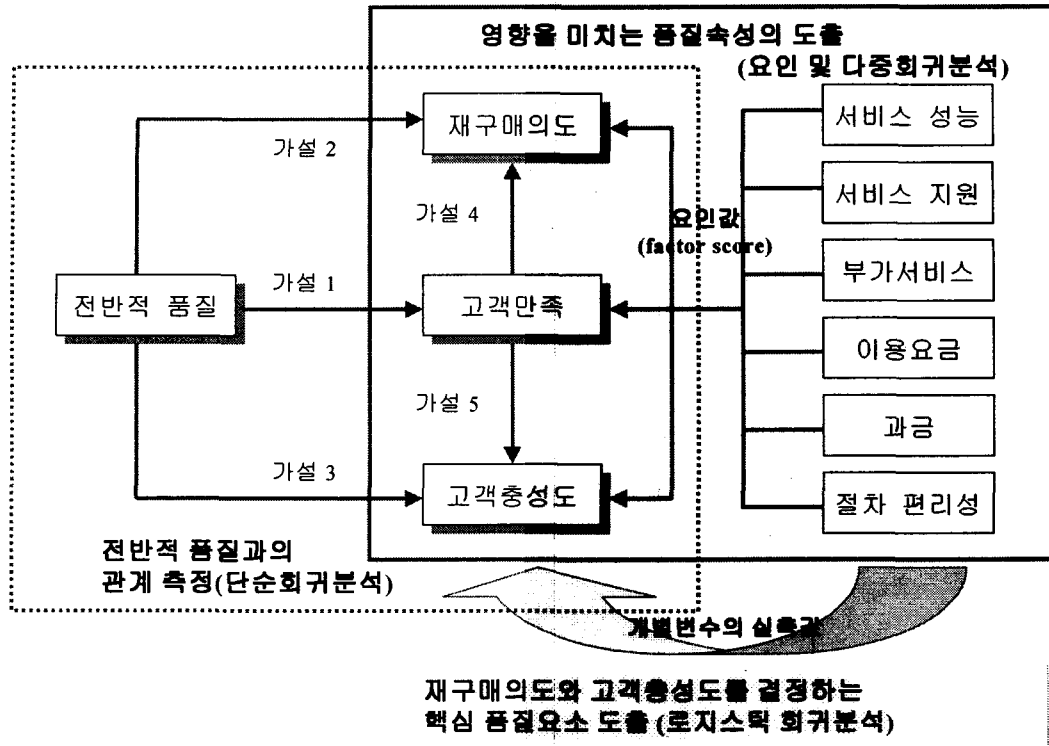 영향을 미치는 품질속성의 도출
(요인 및 다중회귀분석)
재구매의도
서비스 성능
가설 2
서비스 지원
가설 4
요인값
(factor score)
부가서비스
가설 1
전반적 품질
고객만족
이용요금
가설 5
과금
가설 3
고객충성도
절차 편리성
전반적 품질과의
관계 측정(단순회귀분석)
개별변수의 실측값
재구매의도와 고객충성도를 결정하는
핵심 품질요소 도출 (로지스틱 회귀분석)